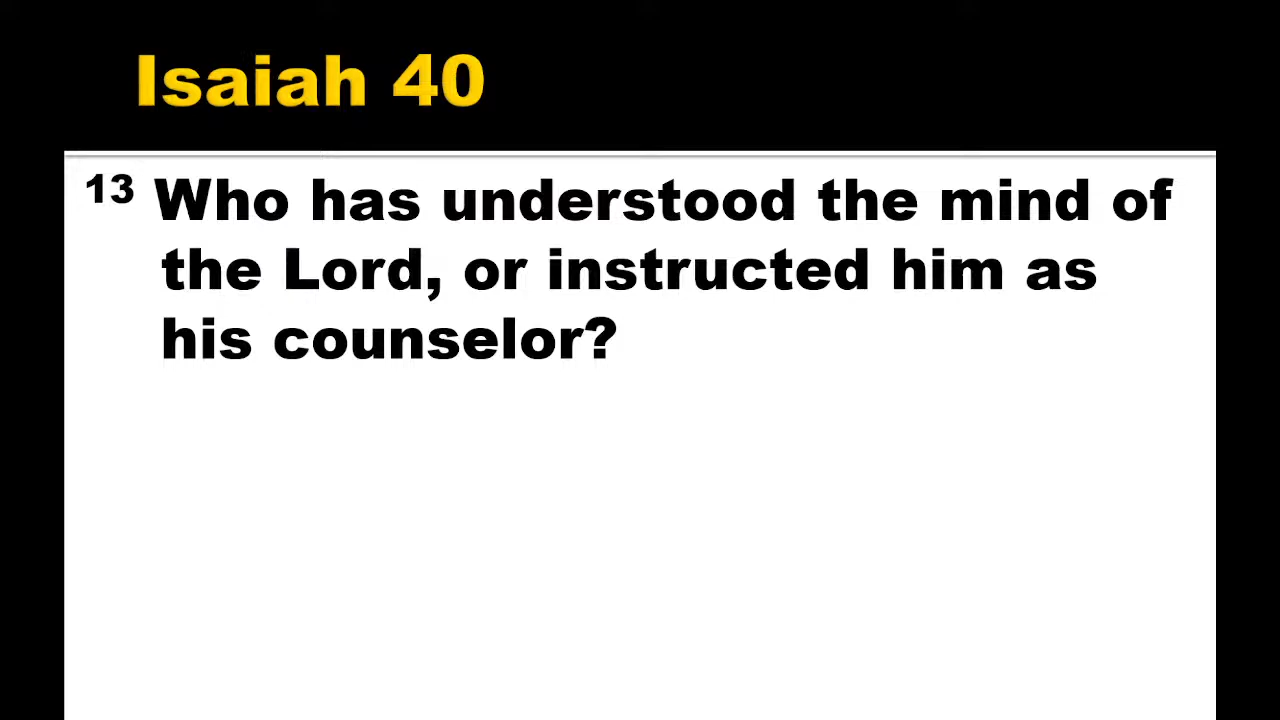 Isaiah 40
13 Who has understood the mind of
the Lord, or instructed him as
his counselor?